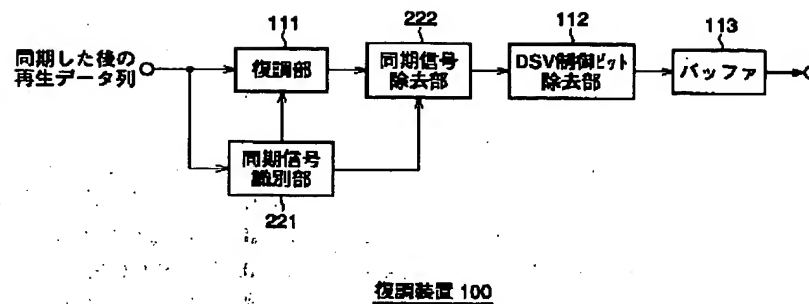 同期した後の
再生データ列
111
復調部
222
同期信号
除去部
112
DSV制御ビット
除去部
113
バッファ
同期信号
識別部
221
復調装置 100